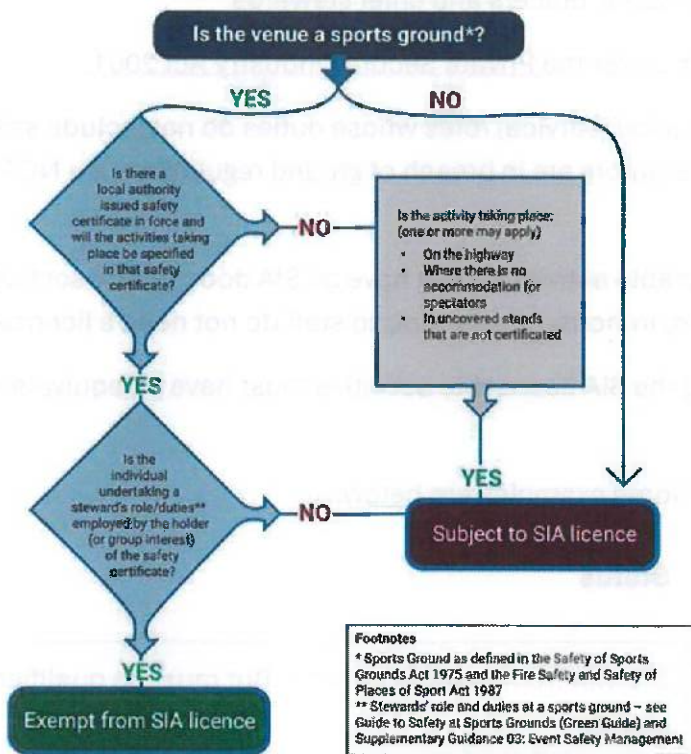 Is the venue a sports ground*?
YES
NO
Is there a
local authority
issued safety
certificate in force and
will the activities taking
place be specified
in that safety
certificate?
NO
Is the activity taking place:
(one or more may apply)
• On the highway
• Where there is no
accommodation for
spectators
• In uncovered stands
that are not certificated
YES
YES
Is the
individual
undertaking a
steward's role/duties**
employed by the holder
(or group interest)
of the safety
certificate?
NO
Subject to SIA licence
YES
Exempt from SIA licence
Footnotes
* Sports Ground as defined in the Safety of Sports
Grounds Act 1975 and the Fire Safety and Safety of
Places of Sport Act 1987
** Stewards' role and duties at a sports ground – see
Guide to Safety at Sports Grounds (Green Guide) and
Supplementary Guidance 03: Event Safety Management